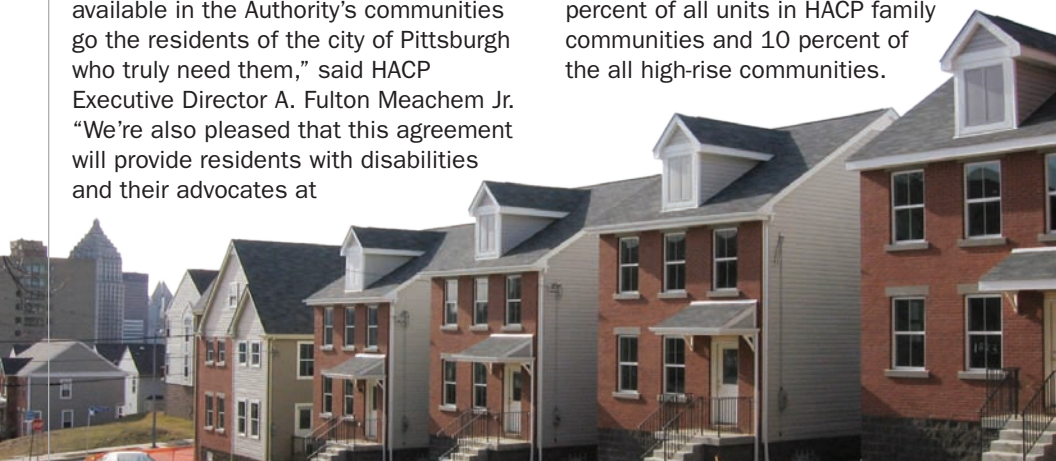 available in the Authority’s communities
go the residents of the city of Pittsburgh
who truly need them,” said HACP
Executive Director A. Fulton Meachem Jr.
“We’re also pleased that this agreement
will provide residents with disabilities
and their advocates at
percent of all units in HACP family
communities and 10 percent of
the all high-rise communities.